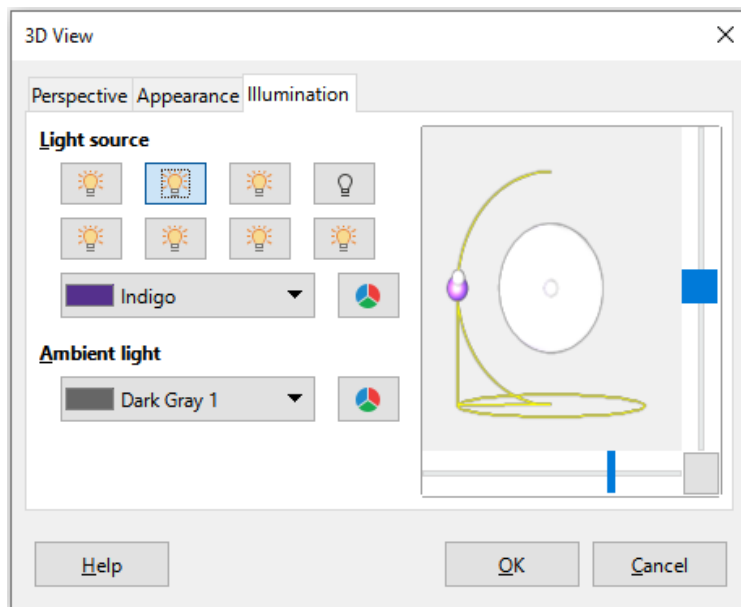 3D View
Perspective Appearance Illumination
Light source
Indigo
Ambient light
Dark Gray 1
Help OK Cancel